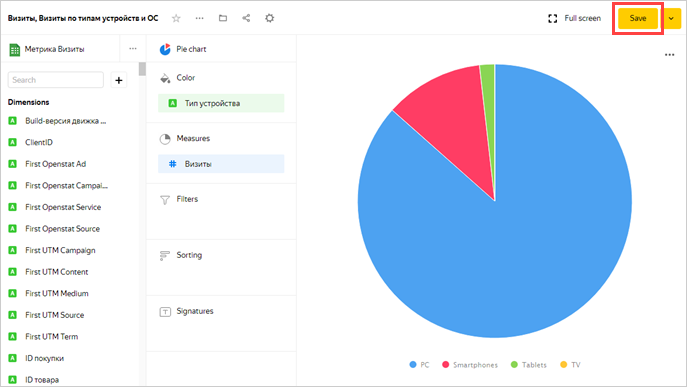 Визиты, Визиты по типам устройств и ОС
Full screen
Save
Метрика Визиты
Search
Dimensions
Build-версия движка ...
ClientID
First Openstat Ad
First Openstat Campai...
First Openstat Service
First Openstat Source
First UTM Campaign
First UTM Content
First UTM Medium
First UTM Source
First UTM Term
ID покупки
ID товара
Pie chart
Color
Тип устройства
Measures
Визиты
Filters
Sorting
Signatures
PC
Smartphones
Tablets
TV